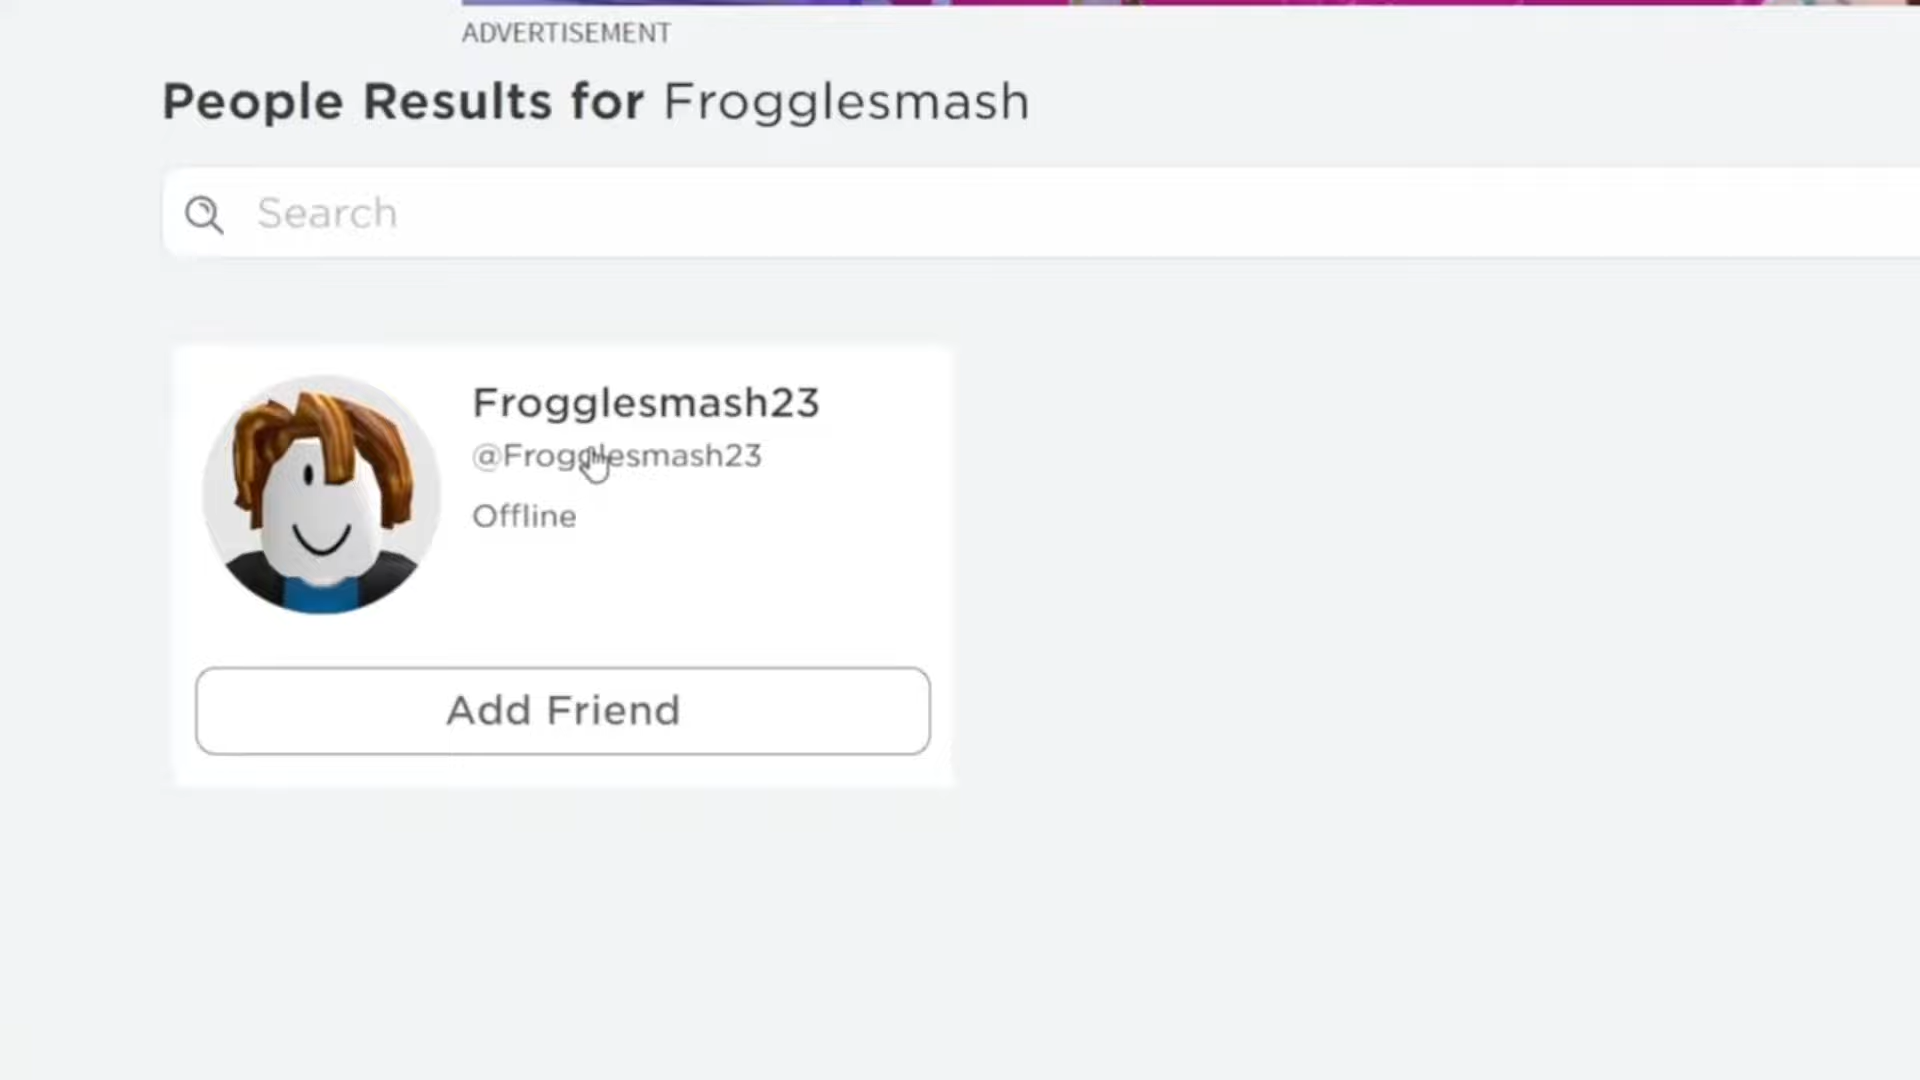 ADVERTISEMENT
People Results for Frogglesmash
Search
Frogglesmash23
@Frogglesmash23
Offline
Add Friend